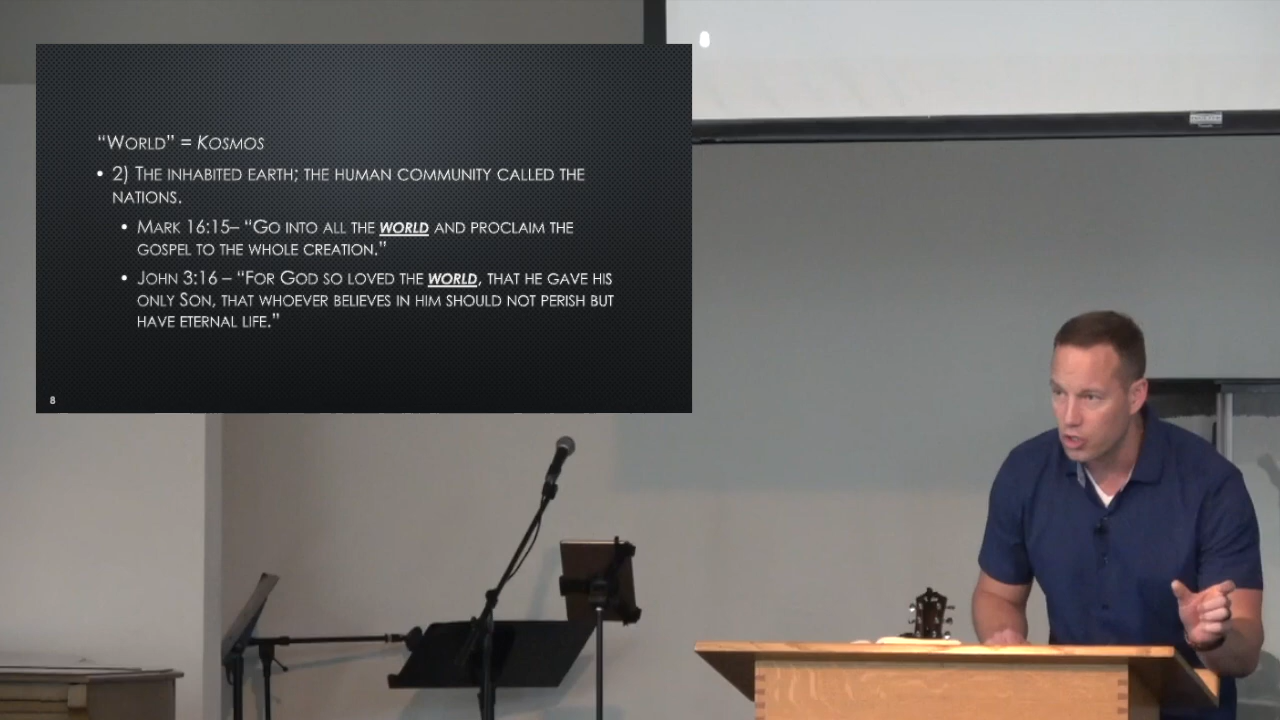 “World” = Kosmos
• 2) The inhabited earth; the human community called the
nations.
• Mark 16:15– “Go into all the world and proclaim the
gospel to the whole creation.”
• John 3:16 – “For God so loved the world, that he gave his
only Son, that whoever believes in him should not perish but
have eternal life.”
8